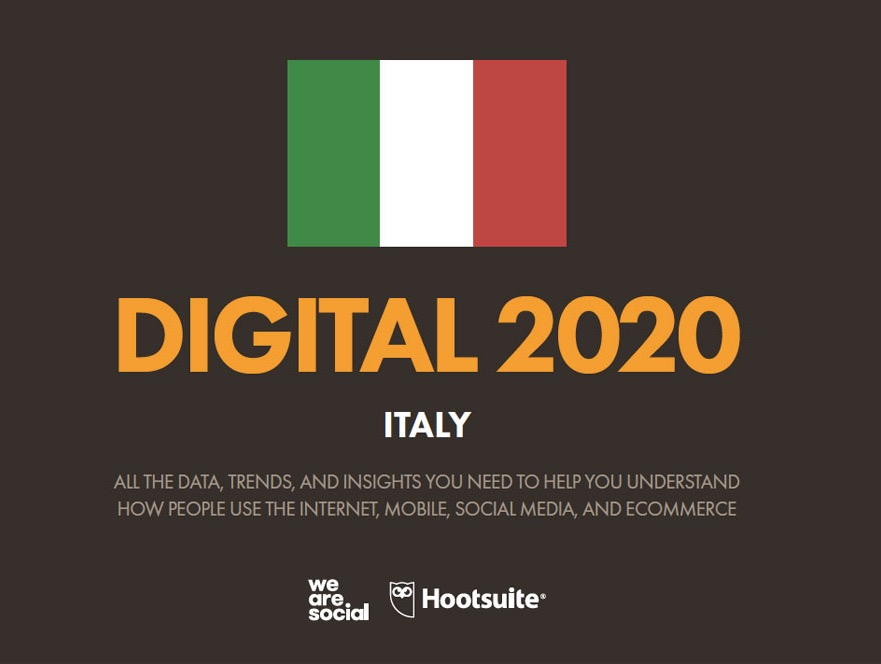 DIGITAL 2020
ITALY
ALL THE DATA, TRENDS, AND INSIGHTS YOU NEED TO HELP YOU UNDERSTAND
HOW PEOPLE USE THE INTERNET, MOBILE, SOCIAL MEDIA, AND ECOMMERCE
we
are.
social
Hootsuite®